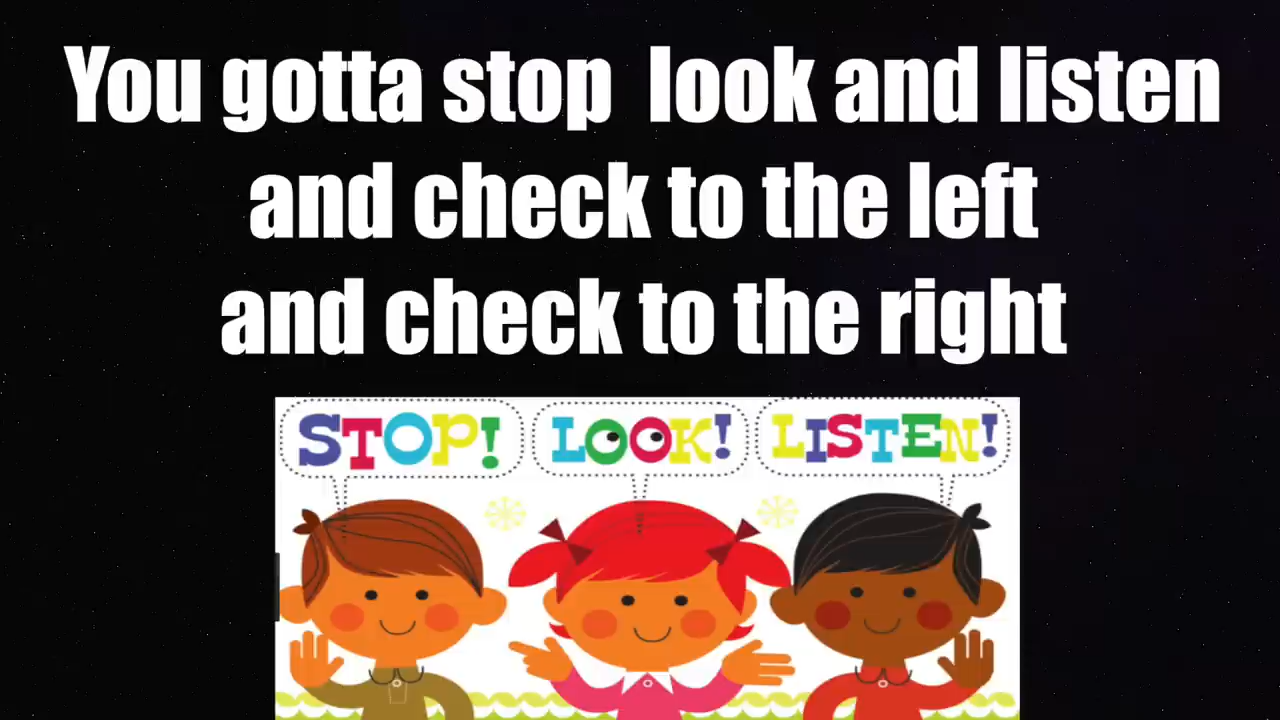 You gotta stop  look and listen
and check to the left
and check to the right
STOP! LOOK! LISTEN!